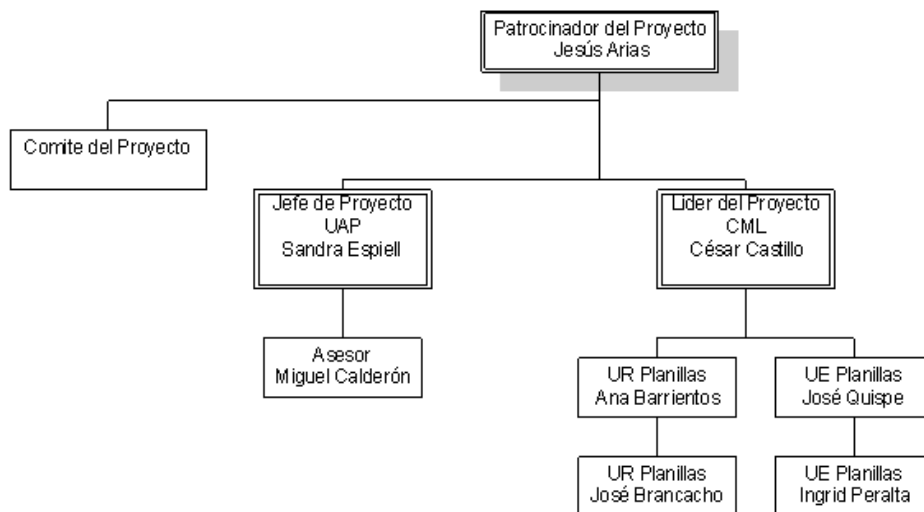 Patrocinador del Proyecto
Jesús Arias
Comite del Proyecto
Jefe de Proyecto
UAP
Sandra Espiell
Lider del Proyecto
CML
César Castillo
Asesor
Miguel Calderón
UR Planillas
Ana Barrientos
UE Planillas
José Quispe
UR Planillas
José Brancacho
UE Planillas
Ingrid Peralta